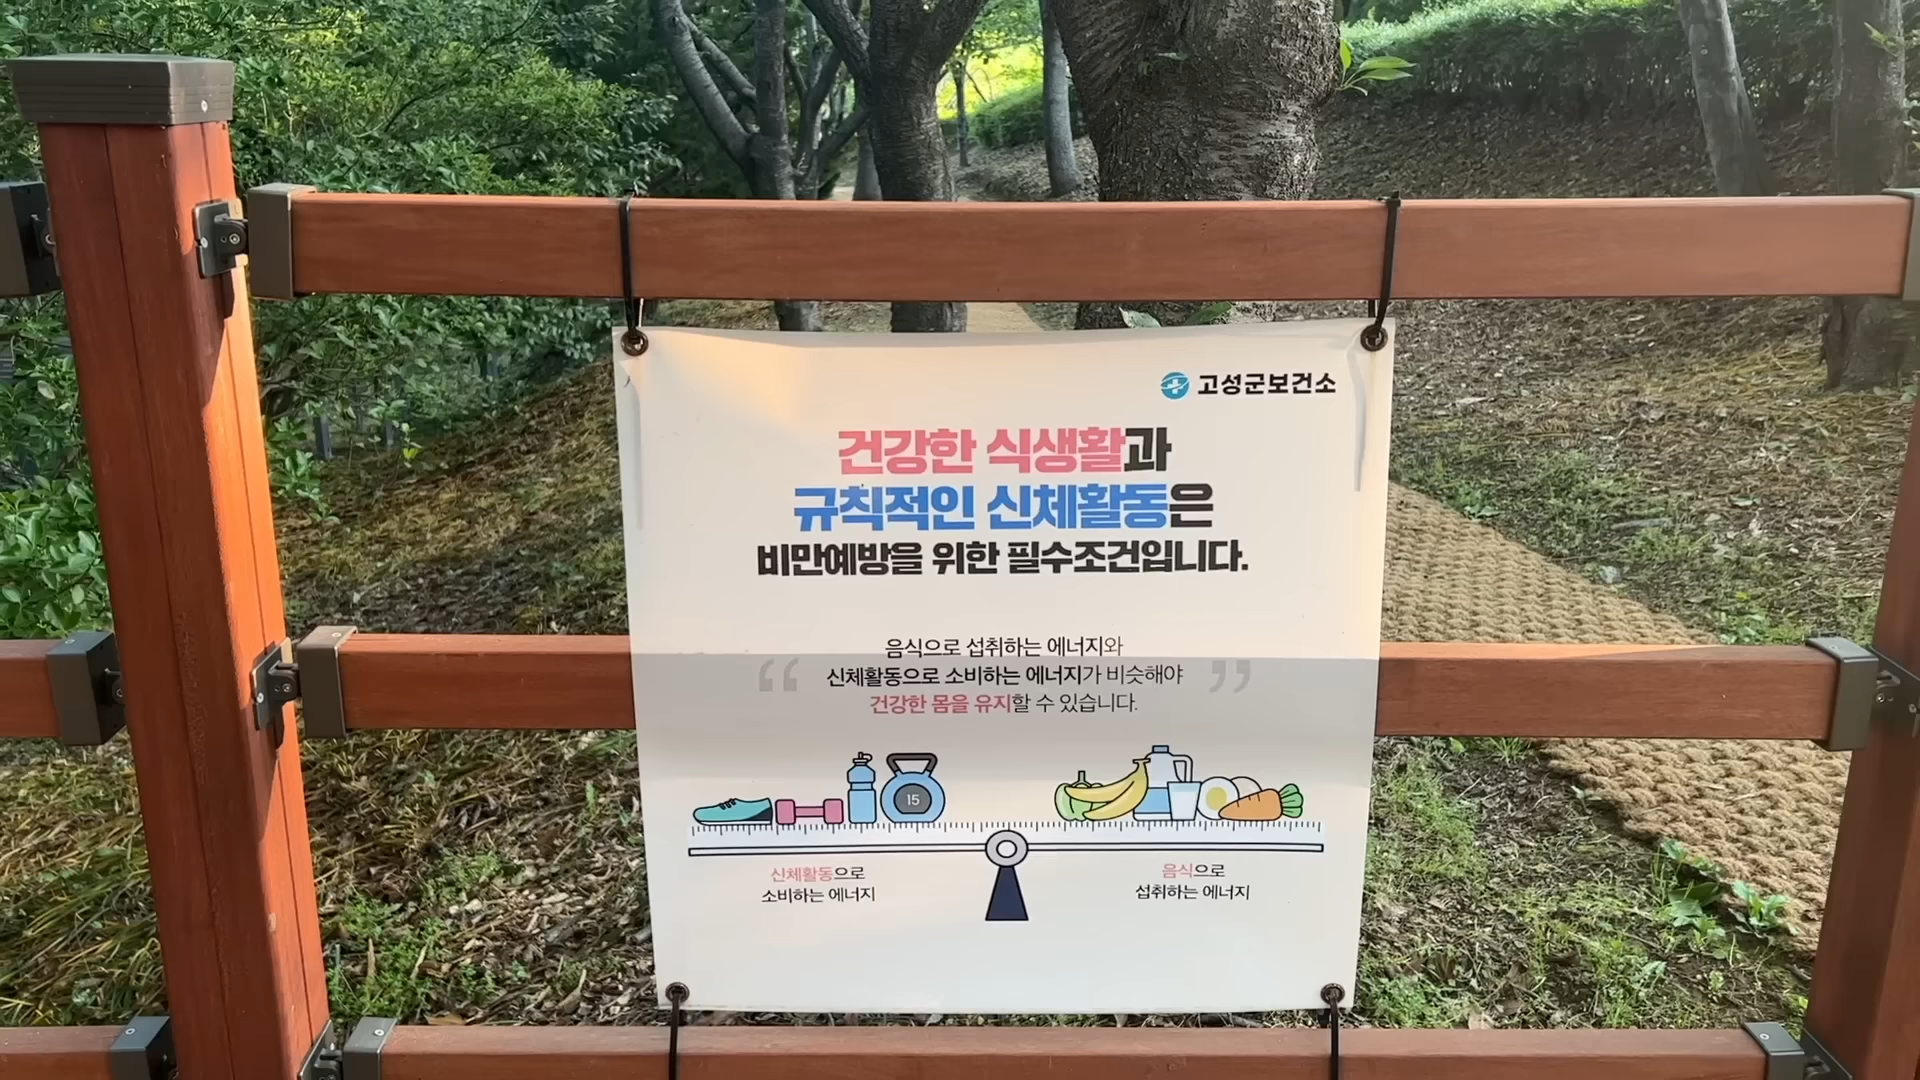 고성군보건소
건강한 식생활과
규칙적인 신체활동은
비만예방을 위한 필수조건입니다.
음식으로 섭취하는 에너지와
“ 신체활동으로 소비하는 에너지가 비슷해야 ”
건강한 몸을 유지할 수 있습니다.
15
신체활동으로
소비하는 에너지
음식으로
섭취하는 에너지